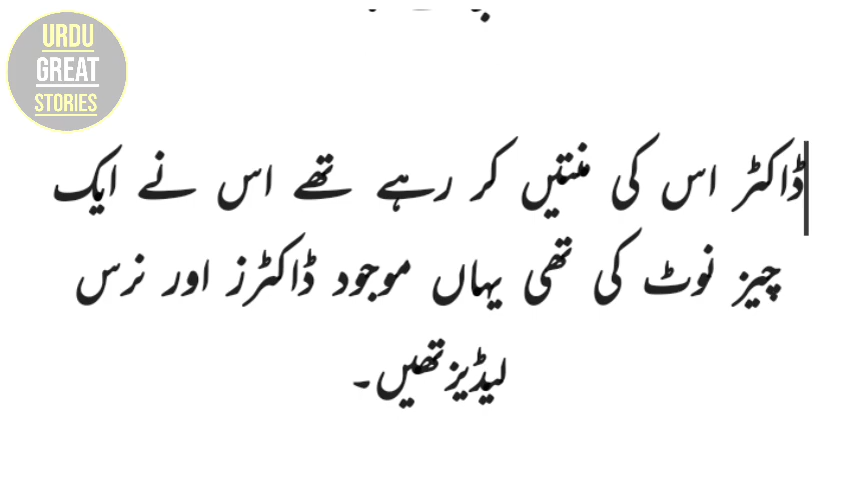 URDU
GREAT
STORIES
ڈاکٹر اس کی منتیں کر رہے تھے اس نے ایک
چیز نوٹ کی تھی یہاں موجود ڈاکٹرز اور نرس
لیڈیز تھیں۔